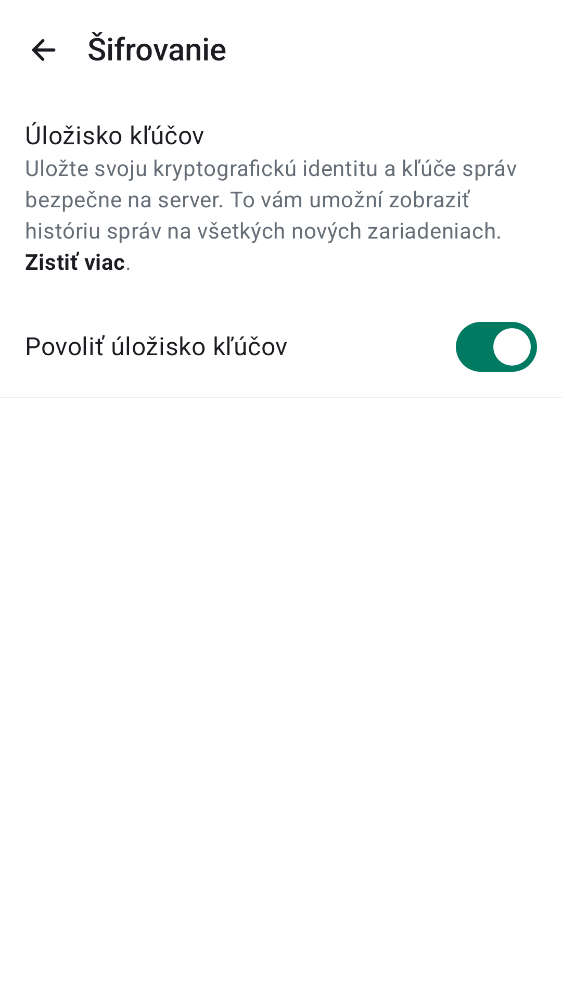 Šifrovanie
Úložisko kľúčov
Uložte svoju kryptografickú identitu a kľúče správ
bezpečne na server. To vám umožní zobraziť
históriu správ na všetkých nových zariadeniach.
Zistiť viac.
Povoliť úložisko kľúčov